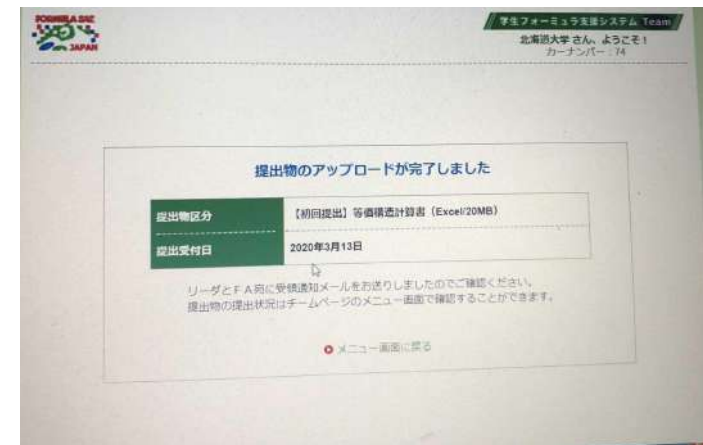 FORMULA SAE
JAPAN
学生フォーミュラ支援システム Team
北海道大学 さん、ようこそ！
カーナンバー：74
提出物のアップロードが完了しました
提出物区分
【初回提出】等価構造計算書（Excel/20MB）
提出受付日
2020年3月13日
リーダとＦＡ宛に受領通知メールをお送りしましたのでご確認ください。
提出物の提出状況はチームページのメニュー画面で確認することができます。
メニュー画面に戻る